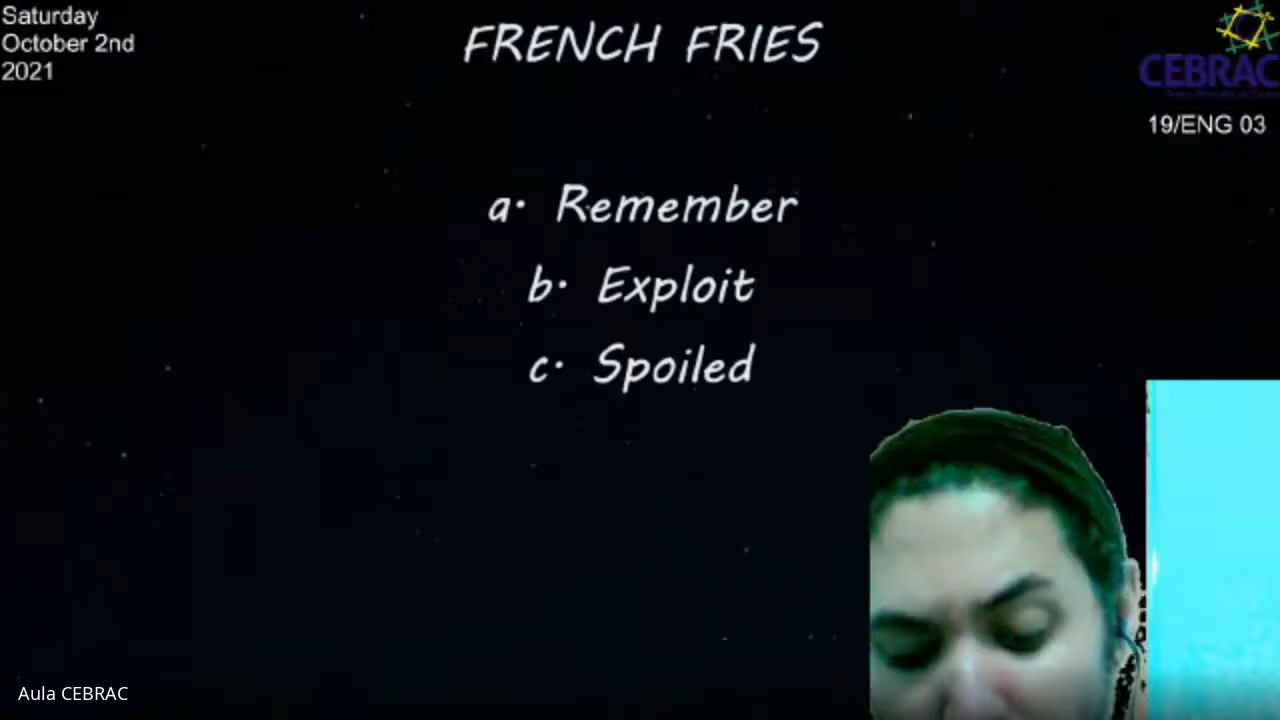 Saturday
October 2nd
2021
FRENCH FRIES
CEBRAC
19/ENG 03
a. Remember
b. Exploit
c. Spoiled
Aula CEBRAC